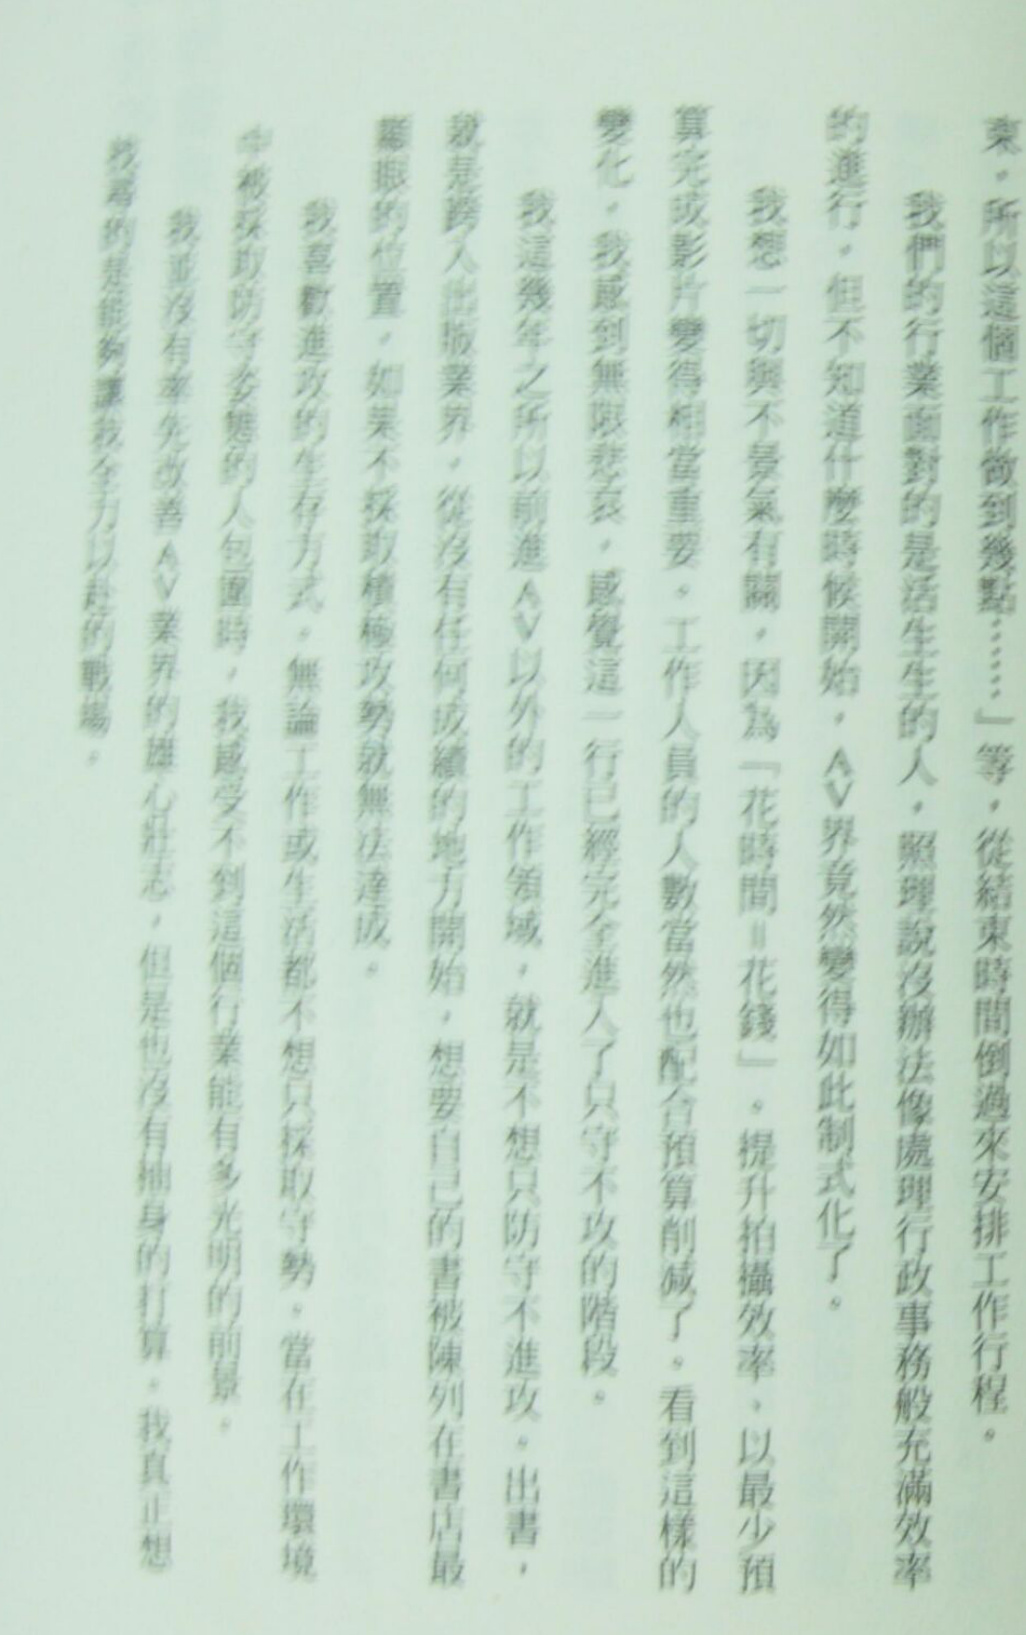 束，所以這個工作做到幾點……』等，從結束時間倒過來安排工作行程。
我們的行業面對的是活生生的人，照理說沒辦法像處理行政事務般充滿效率
的進行，但不知道什麼時候開始，AV界竟然變得如此制式化了。
我想一切與不景氣有關，因為「花時間＝花錢」。提升拍攝效率、以最少預
算完成影片變得相當重要。工作人員的人數當然也配合預算削減了。看到這樣的
變化，我感到無限悲哀，感覺這一行已經完全進入了只守不攻的階段。
我這幾年之所以前進AV以外的工作領域，就是不想只防守不進攻。出書，
就是跨入出版業界，從沒有任何成績的地方開始，想要自己的書被陳列在書店最
顯眼的位置，如果不採取積極攻勢就無法達成。
我喜歡進攻的生存方式。無論工作或生活都不想只採取守勢。當在工作環境
中被採取防守姿態的人包圍時，我感受不到這個行業能有多光明的前景。
我並沒有率先改善AV業界的雄心壯志，但是也沒有抽身的打算。我真正想
找尋的是能夠讓我全力以赴的戰場。